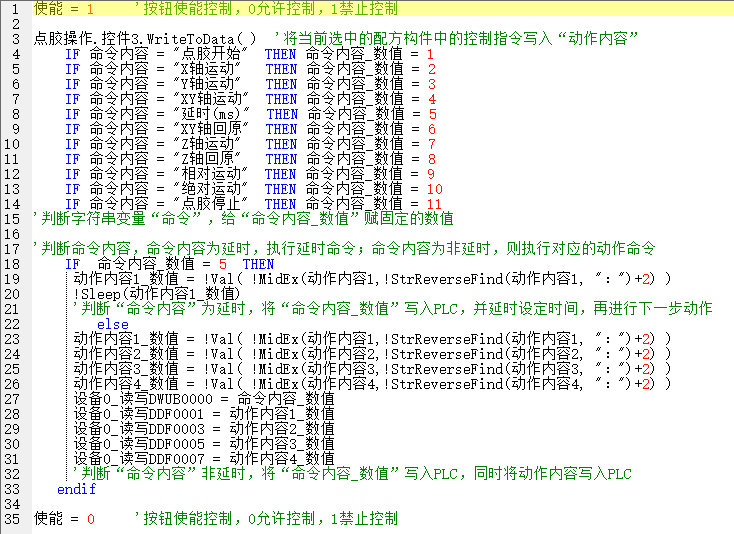 1 使能 = 1 '按钮使能控制，0允许控制，1禁止控制
2
3 点胶操作.控件3.WriteToData( ) '将当前选中的配方构件中的控制指令写入“动作内容”
4 IF 命令内容 = "点胶开始" THEN 命令内容_数值 = 1
5 IF 命令内容 = "X轴运动" THEN 命令内容_数值 = 2
6 IF 命令内容 = "Y轴运动" THEN 命令内容_数值 = 3
7 IF 命令内容 = "XY轴运动" THEN 命令内容_数值 = 4
8 IF 命令内容 = "延时(ms)" THEN 命令内容_数值 = 5
9 IF 命令内容 = "XY轴回原" THEN 命令内容_数值 = 6
10 IF 命令内容 = "Z轴运动" THEN 命令内容_数值 = 7
11 IF 命令内容 = "Z轴回原" THEN 命令内容_数值 = 8
12 IF 命令内容 = "相对运动" THEN 命令内容_数值 = 9
13 IF 命令内容 = "绝对运动" THEN 命令内容_数值 = 10
14 IF 命令内容 = "点胶停止" THEN 命令内容_数值 = 11
15 '判断字符串变量“命令”，给“命令内容_数值”赋固定的数值
16
17 '判断命令内容，命令内容为延时，执行延时命令；命令内容为非延时，则执行对应的动作命令
18 IF 命令内容_数值 = 5 THEN
19 动作内容1_数值 = !Val( !MidEx(动作内容1,!StrReverseFind(动作内容1, "：")+2) )
20 !Sleep(动作内容1_数值)
21 '判断“命令内容”为延时，将“命令内容_数值”写入PLC，并延时设定时间，再进行下一步动作
22 else
23 动作内容1_数值 = !Val( !MidEx(动作内容1,!StrReverseFind(动作内容1, "：")+2) )
24 动作内容2_数值 = !Val( !MidEx(动作内容2,!StrReverseFind(动作内容2, "：")+2) )
25 动作内容3_数值 = !Val( !MidEx(动作内容3,!StrReverseFind(动作内容3, "：")+2) )
26 动作内容4_数值 = !Val( !MidEx(动作内容4,!StrReverseFind(动作内容4, "：")+2) )
27 设备0_读写DWUB0000 = 命令内容_数值
28 设备0_读写DDF0001 = 动作内容1_数值
29 设备0_读写DDF0003 = 动作内容2_数值
30 设备0_读写DDF0005 = 动作内容3_数值
31 设备0_读写DDF0007 = 动作内容4_数值
32 '判断“命令内容”非延时，将“命令内容_数值”写入PLC，同时将动作内容写入PLC
33 endif
34
35 使能 = 0 '按钮使能控制，0允许控制，1禁止控制